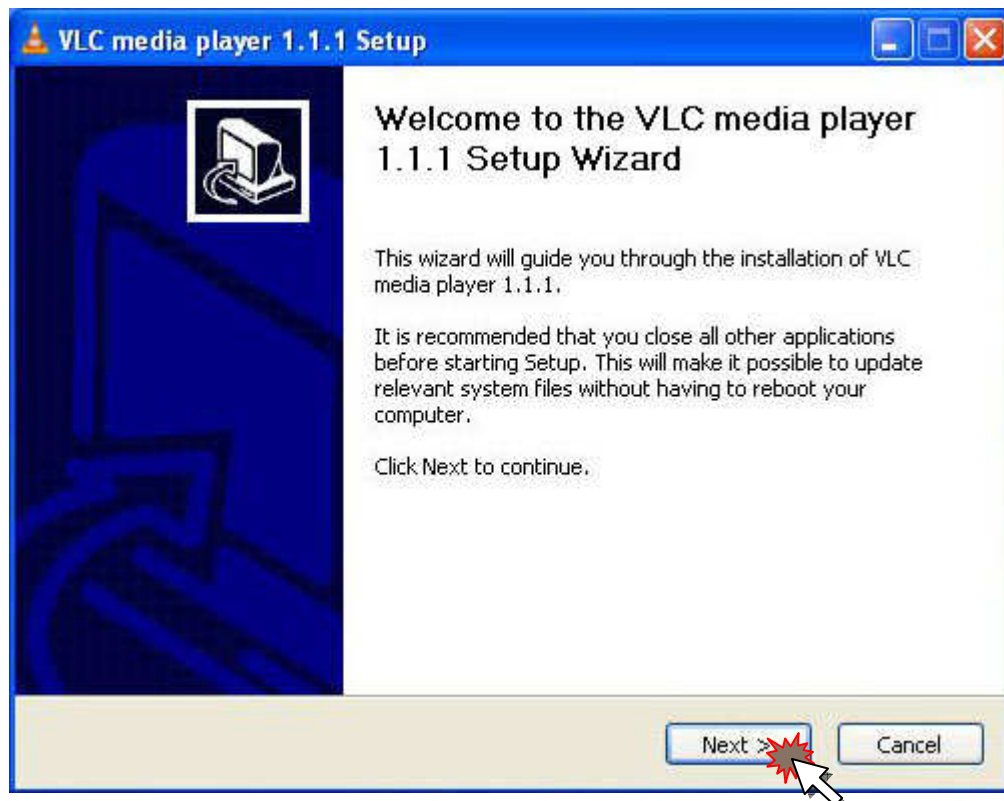 VLC media player 1.1.1 Setup
Welcome to the VLC media player
1.1.1 Setup Wizard
This wizard will guide you through the installation of VLC
media player 1.1.1.
It is recommended that you close all other applications
before starting Setup. This will make it possible to update
relevant system files without having to reboot your
computer.
Click Next to continue.
Next >
Cancel